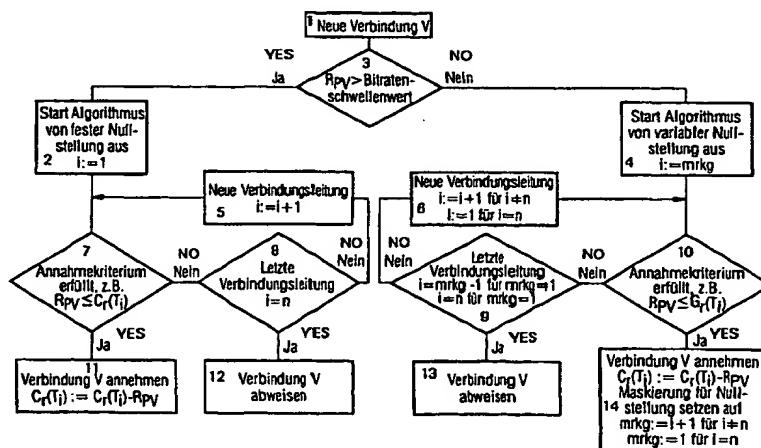 1 Neue Verbindung V
YES
Ja
3
RPV > Bitraten-
schwellenwert
NO
Nein
Start Algorithmus
von fester Null-
stellung aus
2 i:=1
Start Algorithmus
von variabler Null-
stellung aus
4 i:=mrkg
Neue Verbindungsleitung
5 i:=i+1
Neue Verbindungsleitung
i:=i+1 für i≠n
6 i:=1 für i=n
7
Annahmekriterium
erfüllt, z.B.
RPV≤Cr(Ti)
NO
Nein
YES
Ja
8
Letzte
Verbindungsleitung
i=n
NO
Nein
YES
Ja
Letzte
Verbindungsleitung
i=mrkg -1 für mrkg≠1
i=n für mrkg=1
9
NO
Nein
YES
Ja
NO
Nein
10
Annahmekriterium
erfüllt, z.B.
RPV≤Gr(Ti)
YES
Ja
11
Verbindung V annehmen
Cr(Ti) := Cr(Ti)-RPV
12 Verbindung V
abweisen
13 Verbindung V
abweisen
Verbindung V annehmen
Cr(Ti) := Cr(Ti)-RPV
Maskierung für Null-
14 stellung setzen auf
mrkg:=i+1 für i≠n
mrkg:=1 für i=n